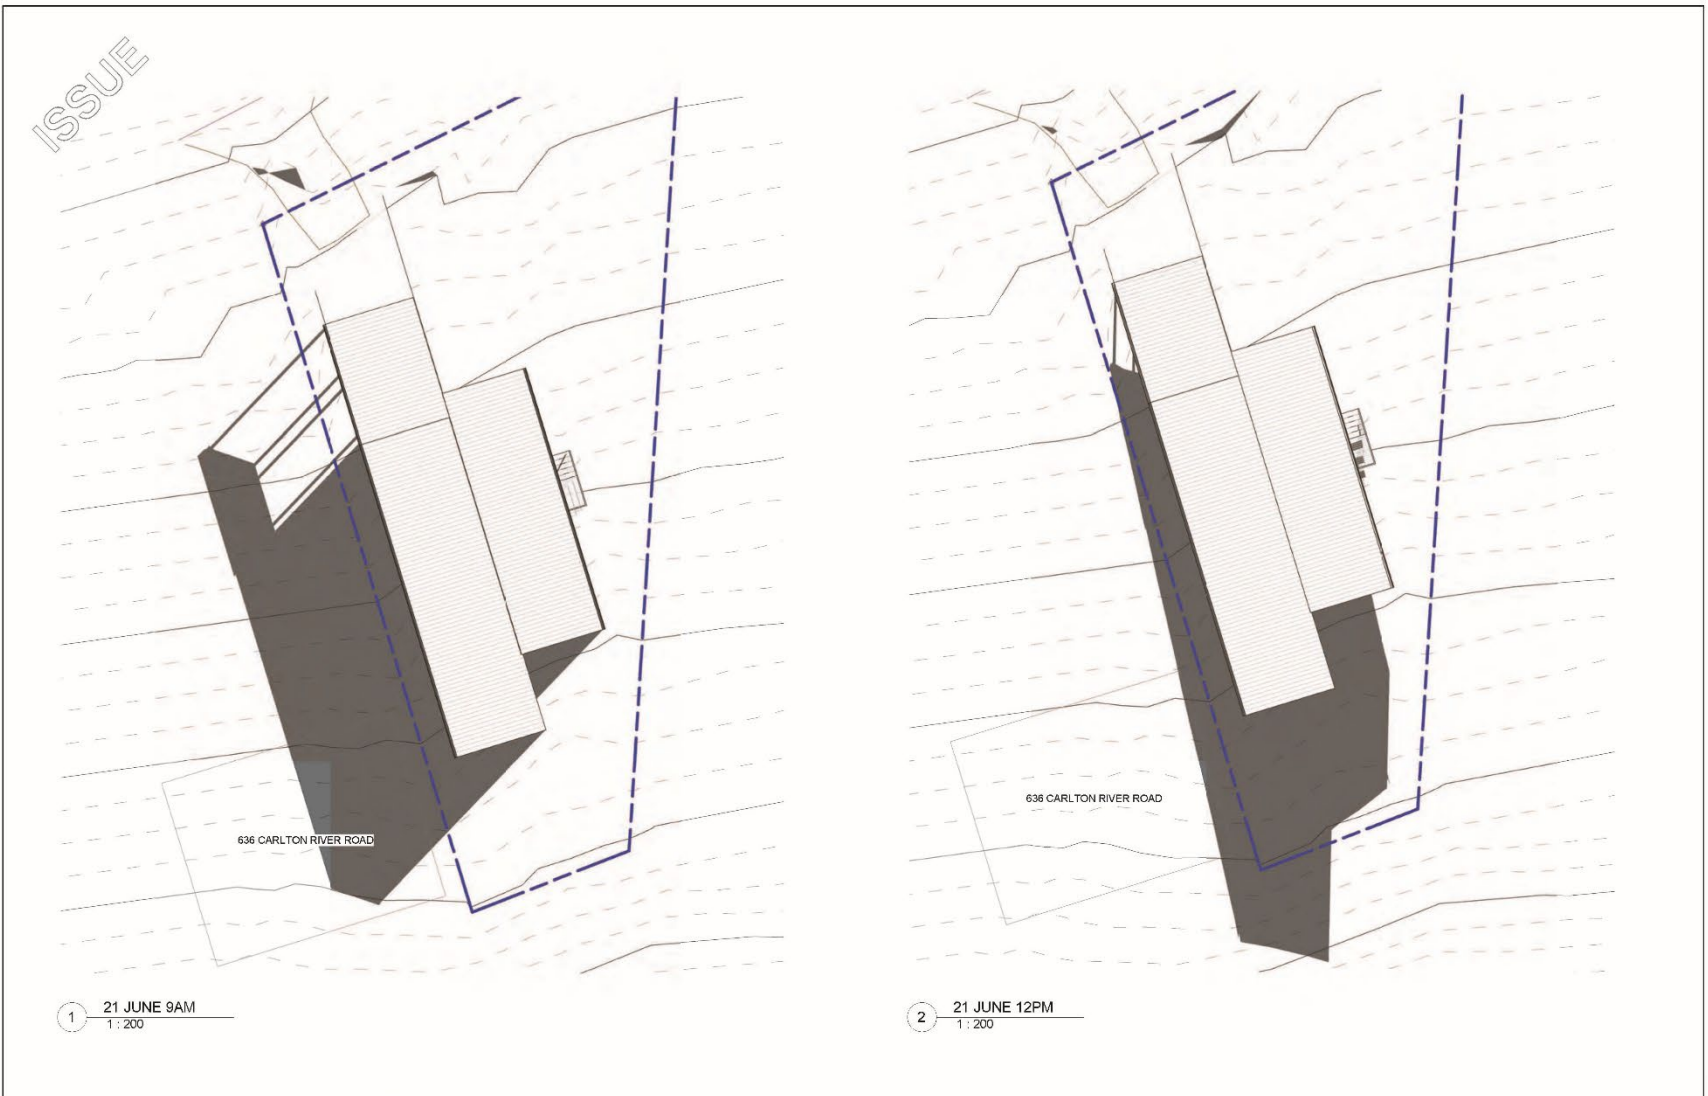 ISSUE
636 CARLTON RIVER ROAD
636 CARLTON RIVER ROAD
1 21 JUNE 9AM
1 : 200
2 21 JUNE 12PM
1 : 200